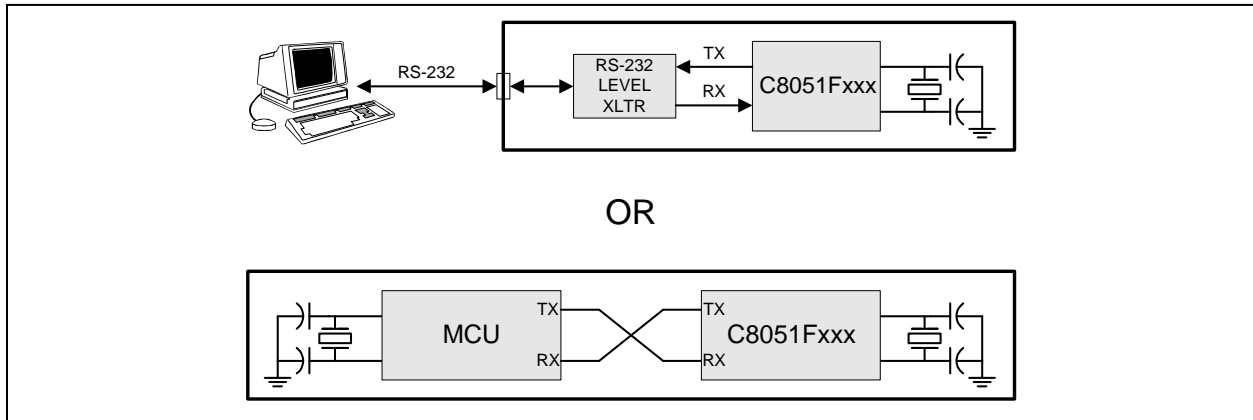 RS-232
RS-232
LEVEL
XLTR
TX
RX
C8051Fxxx
OR
MCU
TX
RX
TX
RX
C8051Fxxx